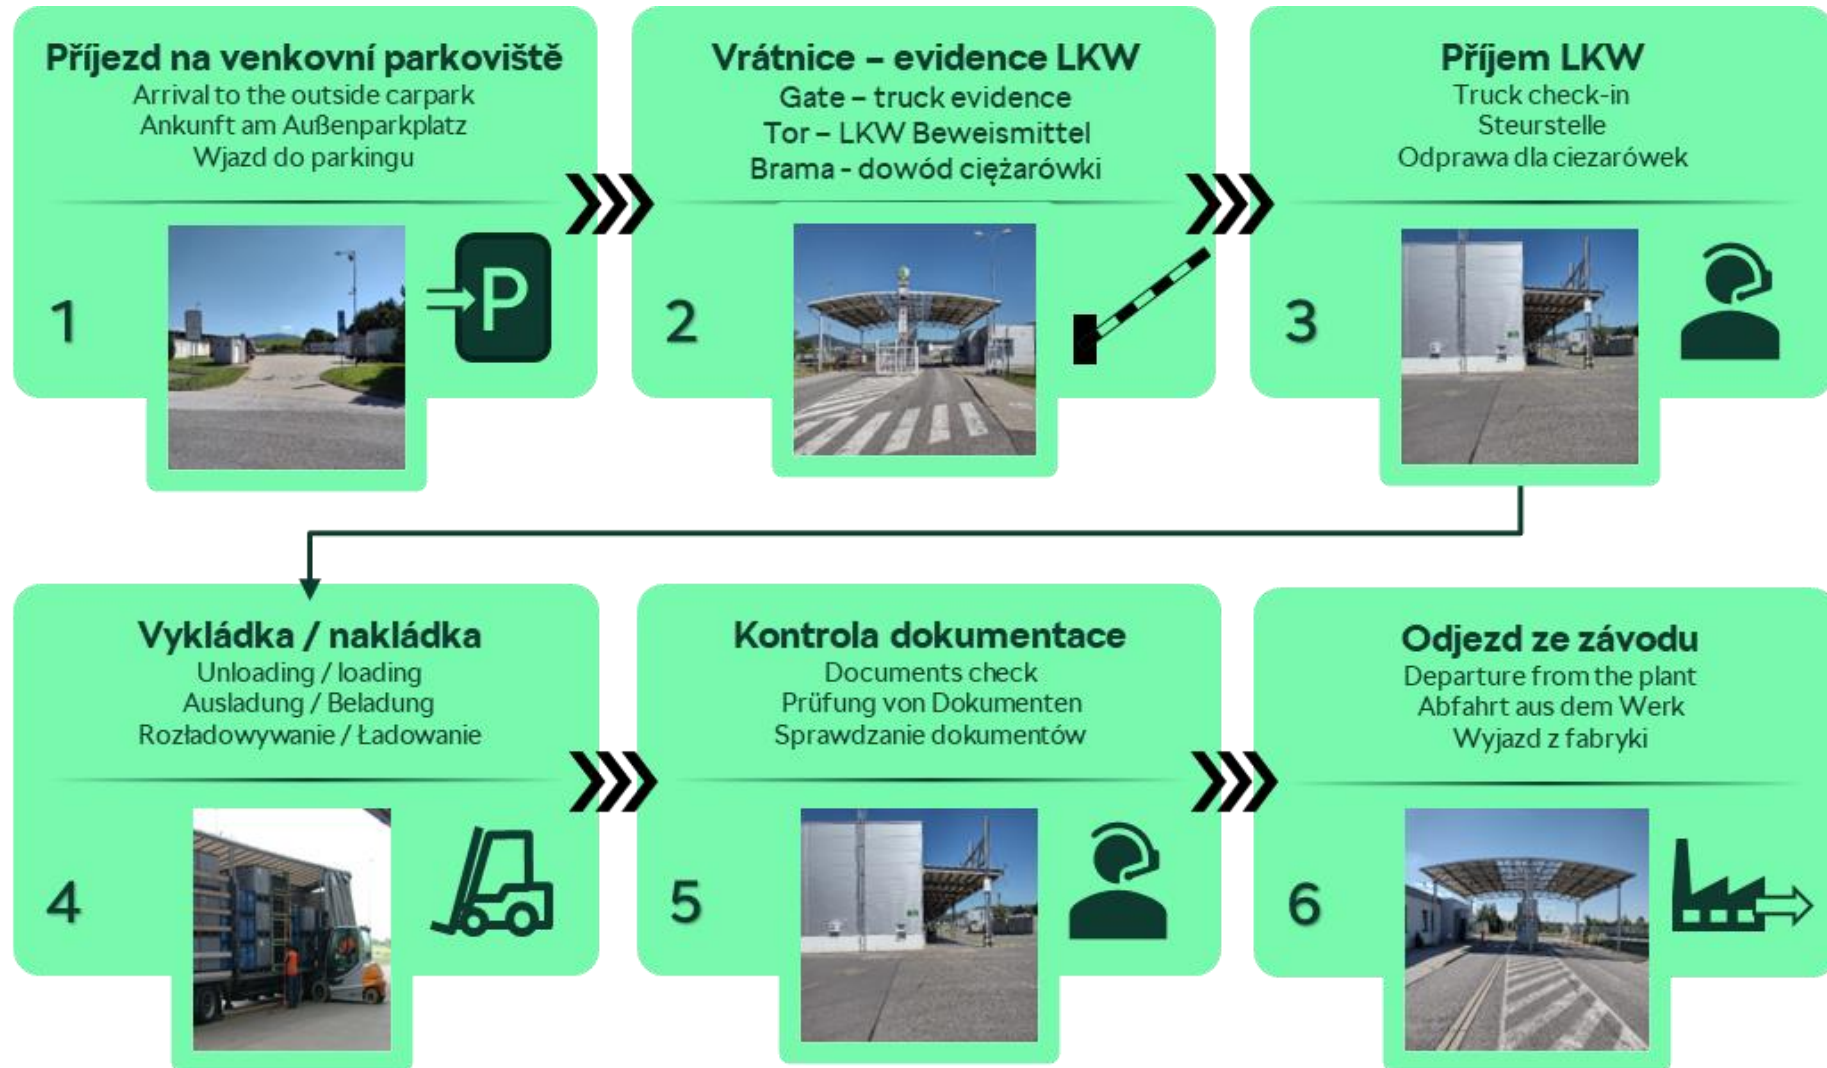 Příjezd na venkovní parkoviště
Arrival to the outside carpark
Ankunft am Außenparkplatz
Wjazd do parkingu
1
P
Vrátnice – evidence LKW
Gate – truck evidence
Tor – LKW Beweismittel
Brama - dowód ciężarówki
2
Příjem LKW
Truck check-in
Steurstelle
Odprawa dla ciezarówek
3
Vykládka / nakládka
Unloading / loading
Ausladung / Beladung
Rozładowywanie / Ładowanie
4
Kontrola dokumentace
Documents check
Prüfung von Dokumenten
Sprawdzanie dokumentów
5
Odjezd ze závodu
Departure from the plant
Abfahrt aus dem Werk
Wyjazd z fabryki
6